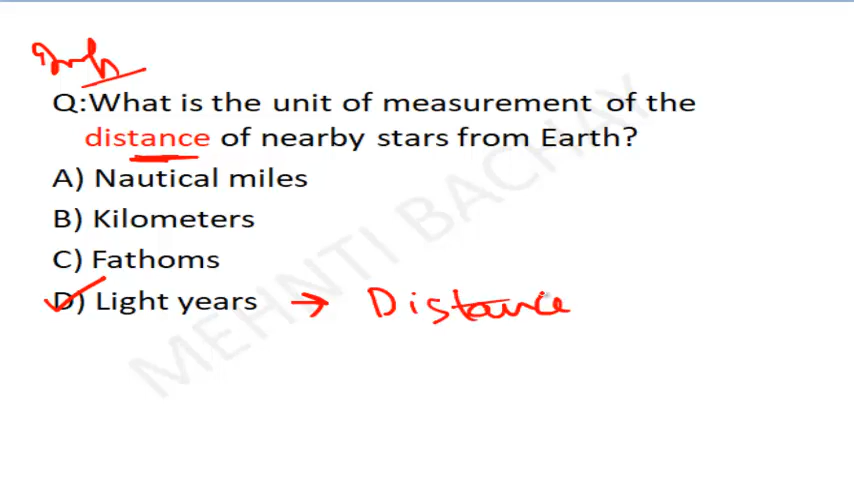 Q:What is the unit of measurement of the
distance of nearby stars from Earth?
A) Nautical miles
B) Kilometers
C) Fathoms
D) Light years → Distance
MEHNTI BACHAY